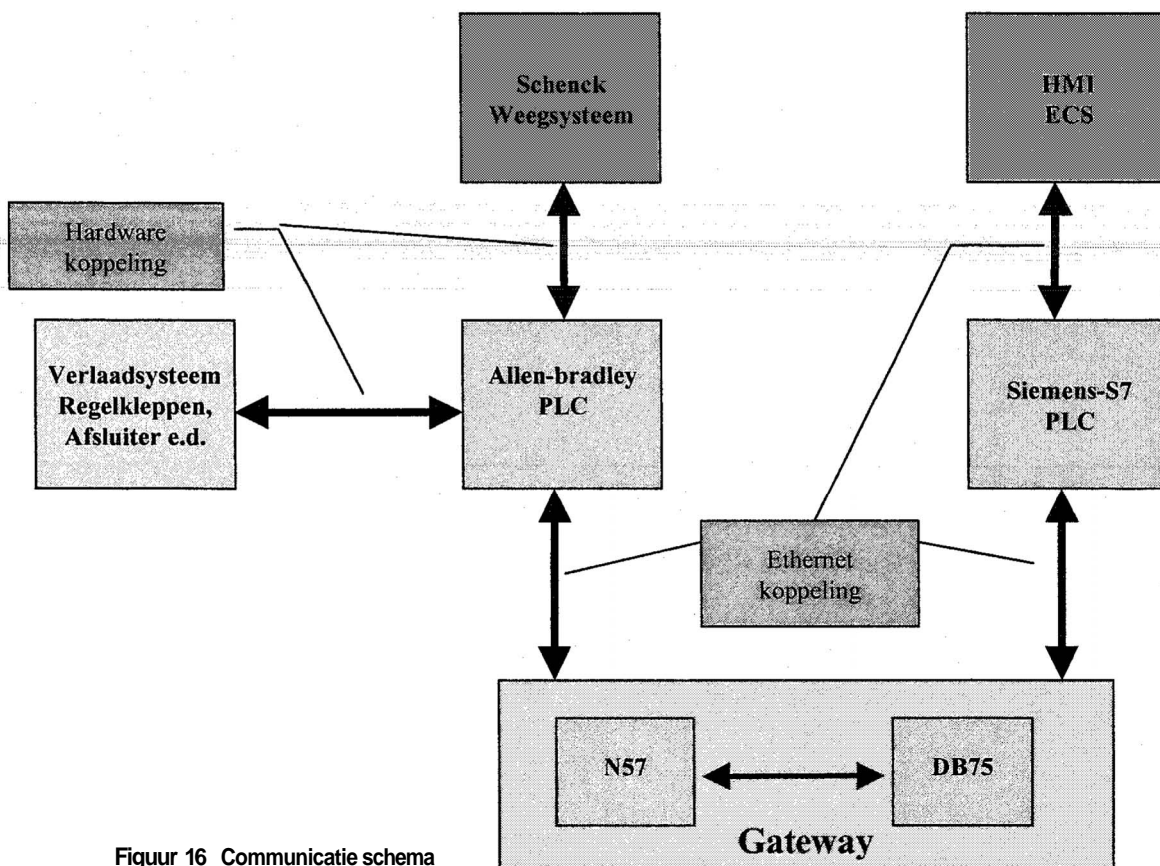 Schenck
Weegsysteem
HMI
ECS
Hardware
koppeling
Verlaadsysteem
Regelkleppen,
Afsluiter e.d.
Allen-bradley
PLC
Siemens-S7
PLC
Ethernet
koppeling
N57
DB75
Gateway
Figuur 16 Communicatie schema